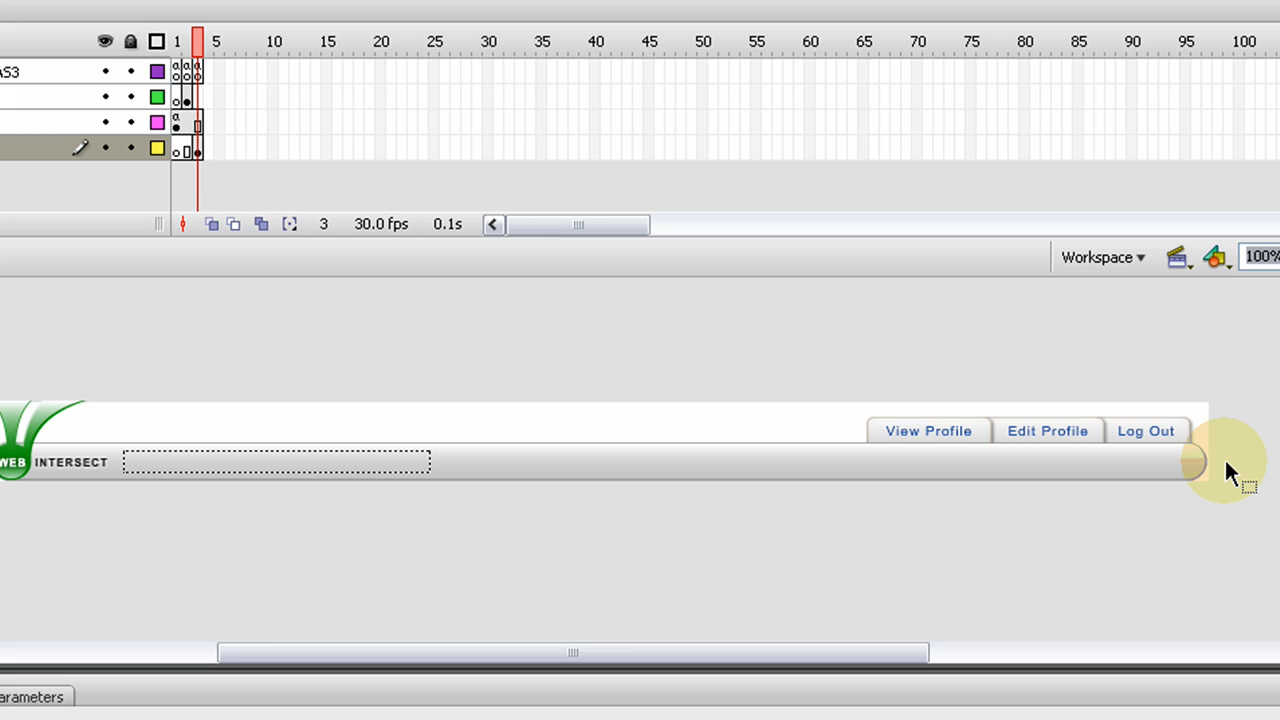 1 5 10 15 20 25 30 35 40 45 50 55 60 65 70 75 80 85 90 95 100
AS3
3 30.0 fps 0.1s
Workspace 100%
View Profile Edit Profile Log Out
WEB INTERSECT
arameters